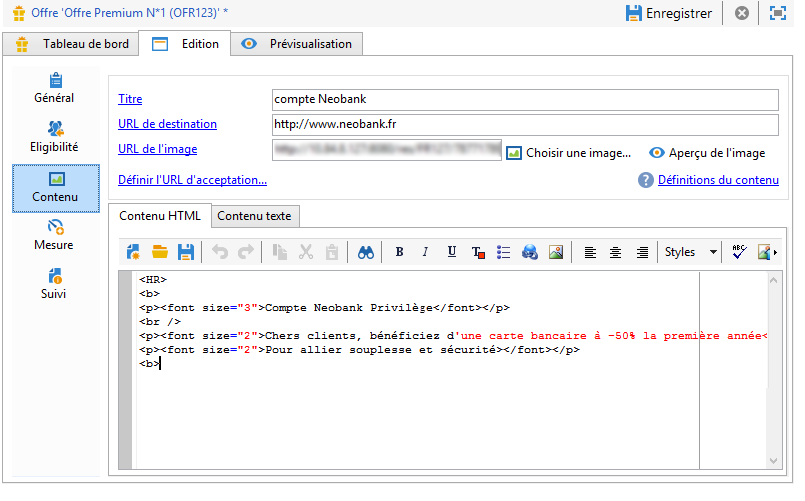 Offre 'Offre Premium N*1 (OFR123)' *
Enregistrer
Tableau de bord
Edition
Prévisualisation
Général
Eligibilité
Contenu
Mesure
Suivi
Titre
compte Neobank
URL de destination
http://www.neobank.fr
URL de l'image
Choisir une image...
Aperçu de l'image
Définir l'URL d'acceptation...
Définitions du contenu
Contenu HTML
Contenu texte
B I U T Styles ABC
<HR>
<b>
<p><font size="3">Compte Neobank Privilège</font></p>
<br />
<p><font size="2">Chers clients, bénéficiez d'une carte bancaire à -50% la première année<
<p><font size="2">Pour allier souplesse et sécurité></font></p>
<b>